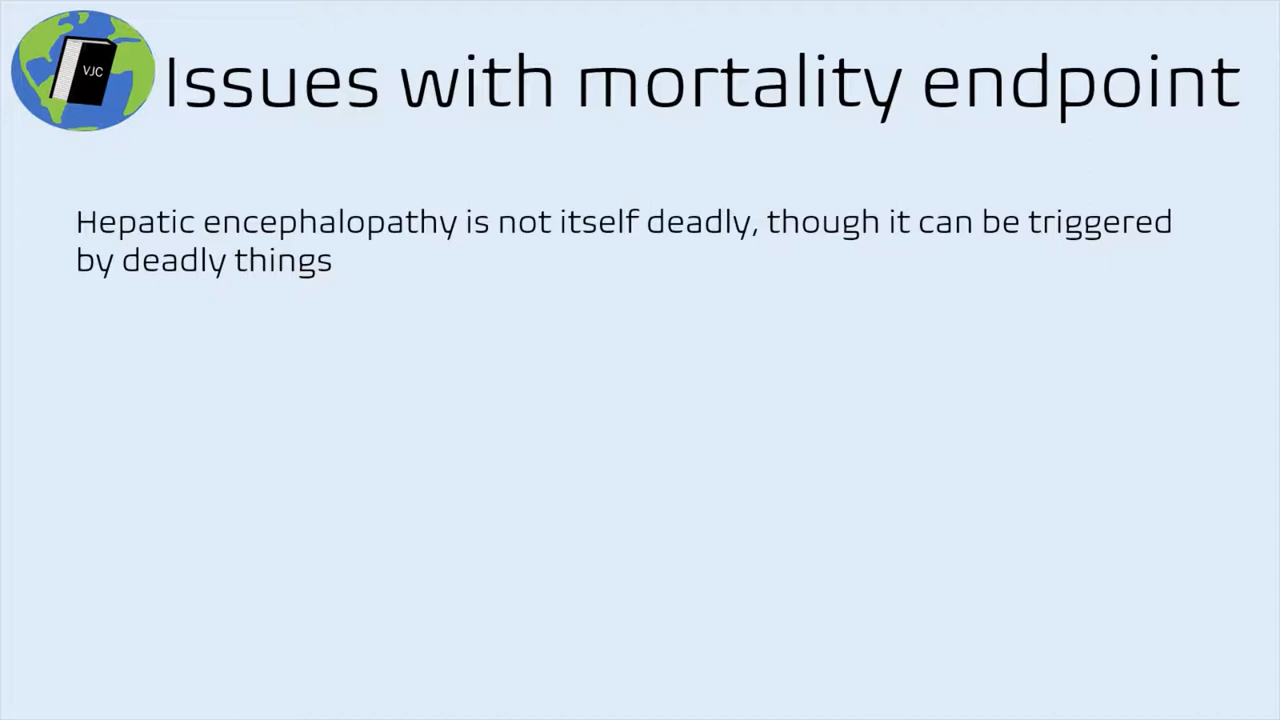 VJC
Issues with mortality endpoint
Hepatic encephalopathy is not itself deadly, though it can be triggered
by deadly things